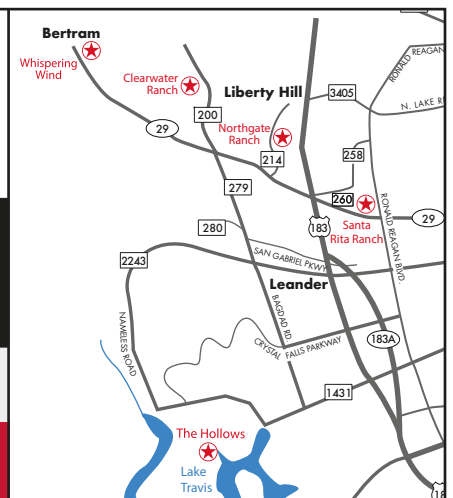 Bertram
Whispering
Wind
Clearwater
Ranch
Liberty Hill
RONALD REAGAN
3405
N. LAKE
200
29
Northgate
Ranch
214
258
279
260
Santa
Rita Ranch
RONALD REAGAN BLVD.
29
280
183
SAN GABRIEL PKWY
2243
Leander
NAMELESS ROAD
BAGDAD RD.
CRYSTAL FALLS PARKWAY
183A
1431
The Hollows
Lake
Travis
18